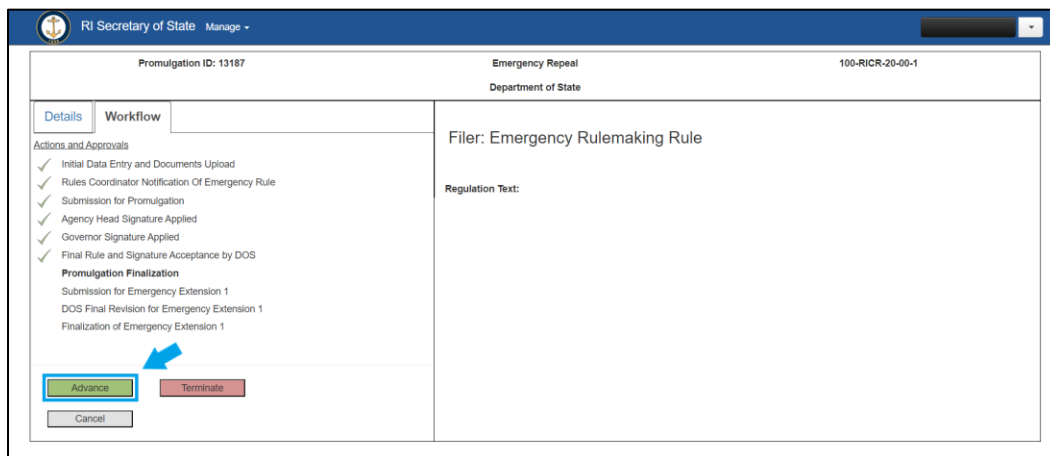 RI Secretary of State Manage
Promulgation ID: 13187 Emergency Repeal 100-RICR-20-00-1
Department of State
Details Workflow
Actions and Approvals
Initial Data Entry and Documents Upload
Rules Coordinator Notification Of Emergency Rule
Submission for Promulgation
Agency Head Signature Applied
Governor Signature Applied
Final Rule and Signature Acceptance by DOS
Promulgation Finalization
Submission for Emergency Extension 1
DOS Final Revision for Emergency Extension 1
Finalization of Emergency Extension 1
Advance Terminate
Cancel
Filer: Emergency Rulemaking Rule
Regulation Text: